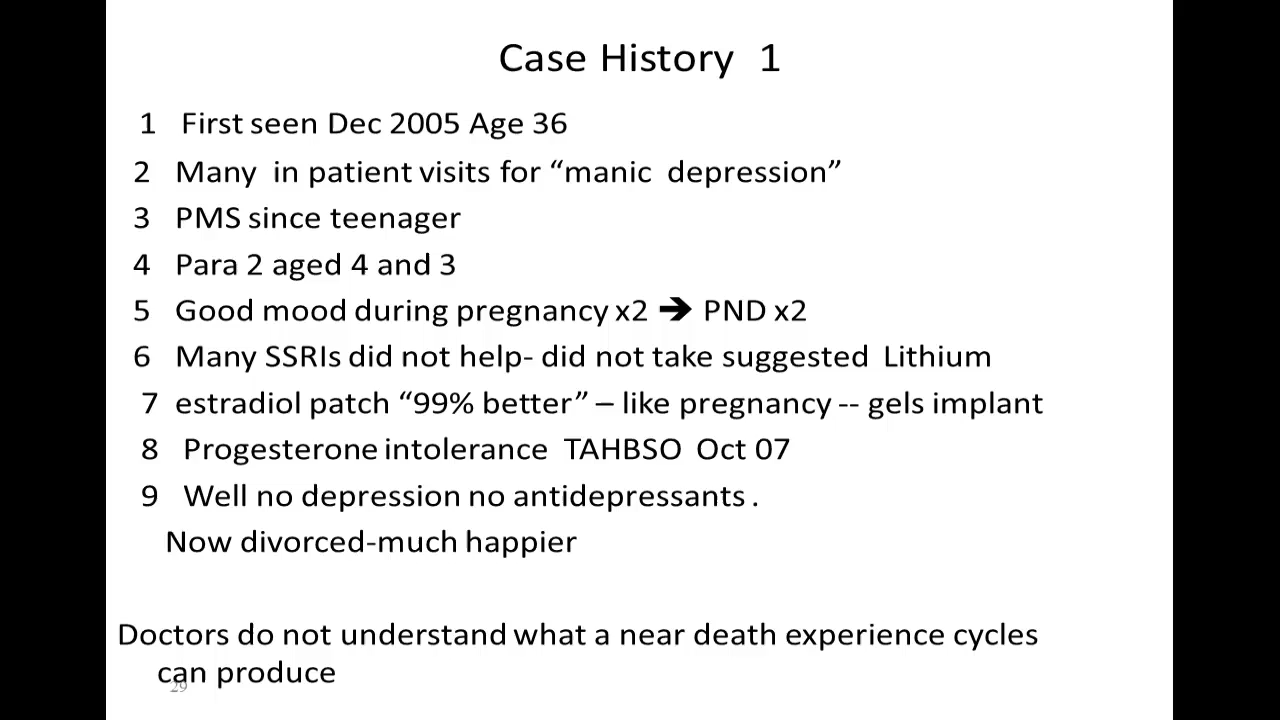 Case History 1
1 First seen Dec 2005 Age 36
2 Many in patient visits for “manic depression”
3 PMS since teenager
4 Para 2 aged 4 and 3
5 Good mood during pregnancy x2 ➔ PND x2
6 Many SSRIs did not help- did not take suggested Lithium
7 estradiol patch “99% better” – like pregnancy -- gels implant
8 Progesterone intolerance TAHBSO Oct 07
9 Well no depression no antidepressants .
Now divorced-much happier
Doctors do not understand what a near death experience cycles
can produce
29